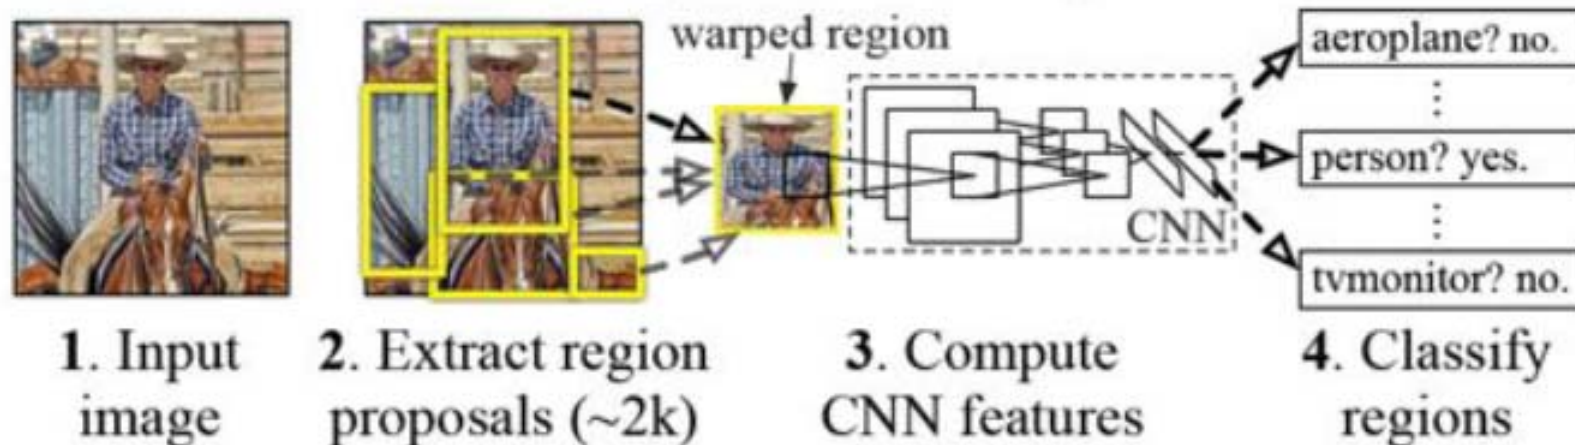 warped region
aeroplane? no.
person? yes.
CNN
tvmonitor? no.
1. Input
image
2. Extract region
proposals (~2k)
3. Compute
CNN features
4. Classify
regions